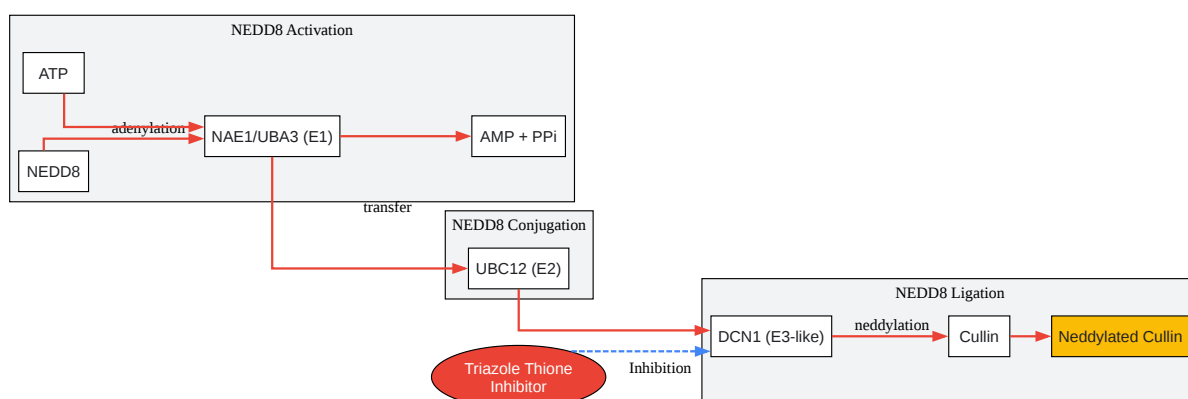 NEDD8 Activation
ATP
adenylation
NAE1/UBA3 (E1)
AMP + PPi
NEDD8
transfer
NEDD8 Conjugation
UBC12 (E2)
NEDD8 Ligation
DCN1 (E3-like)
neddylation
Cullin
Neddylated Cullin
Triazole Thione
Inhibitor
Inhibition